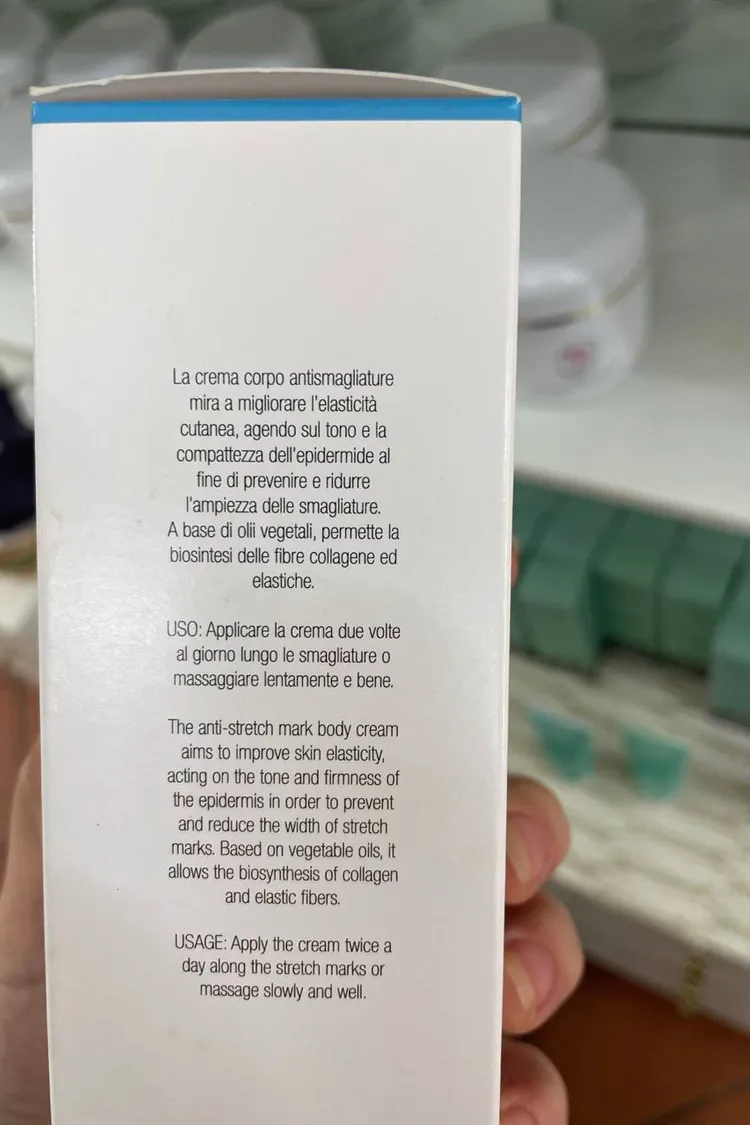 La crema corpo antismagliature
mira a migliorare l'elasticità
cutanea, agendo sul tono e la
compattezza dell'epidermide al
fine di prevenire e ridurre
l'ampiezza delle smagliature.
A base di olii vegetali, permette la
biosintesi delle fibre collagene ed
elastiche.
USO: Applicare la crema due volte
al giorno lungo le smagliature o
massaggiare lentamente e bene.
The anti-stretch mark body cream
aims to improve skin elasticity,
acting on the tone and firmness of
the epidermis in order to prevent
and reduce the width of stretch
marks. Based on vegetable oils, it
allows the biosynthesis of collagen
and elastic fibers.
USAGE: Apply the cream twice a
day along the stretch marks or
massage slowly and well.